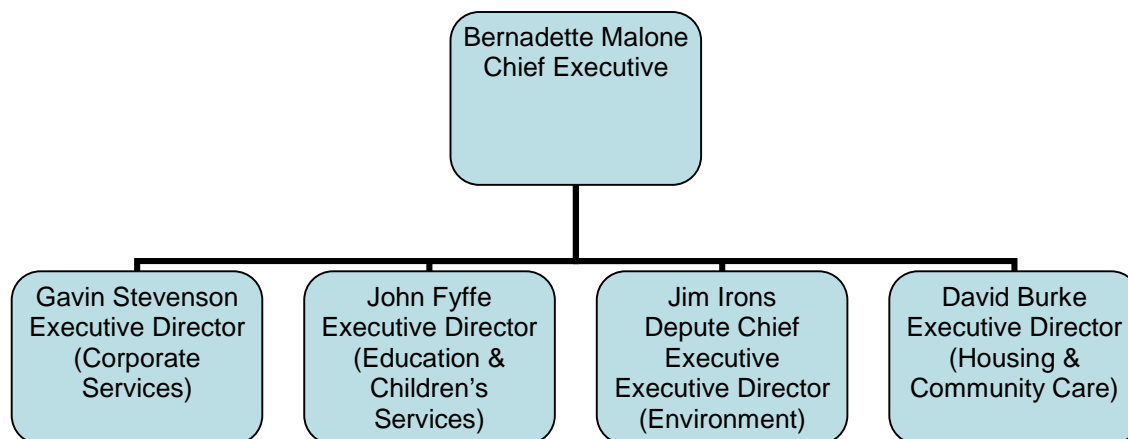 Bernadette Malone
Chief Executive
Gavin Stevenson
Executive Director
(Corporate
Services)
John Fyffe
Executive Director
(Education &
Children’s
Services)
Jim Irons
Depute Chief
Executive
Executive Director
(Environment)
David Burke
Executive Director
(Housing &
Community Care)